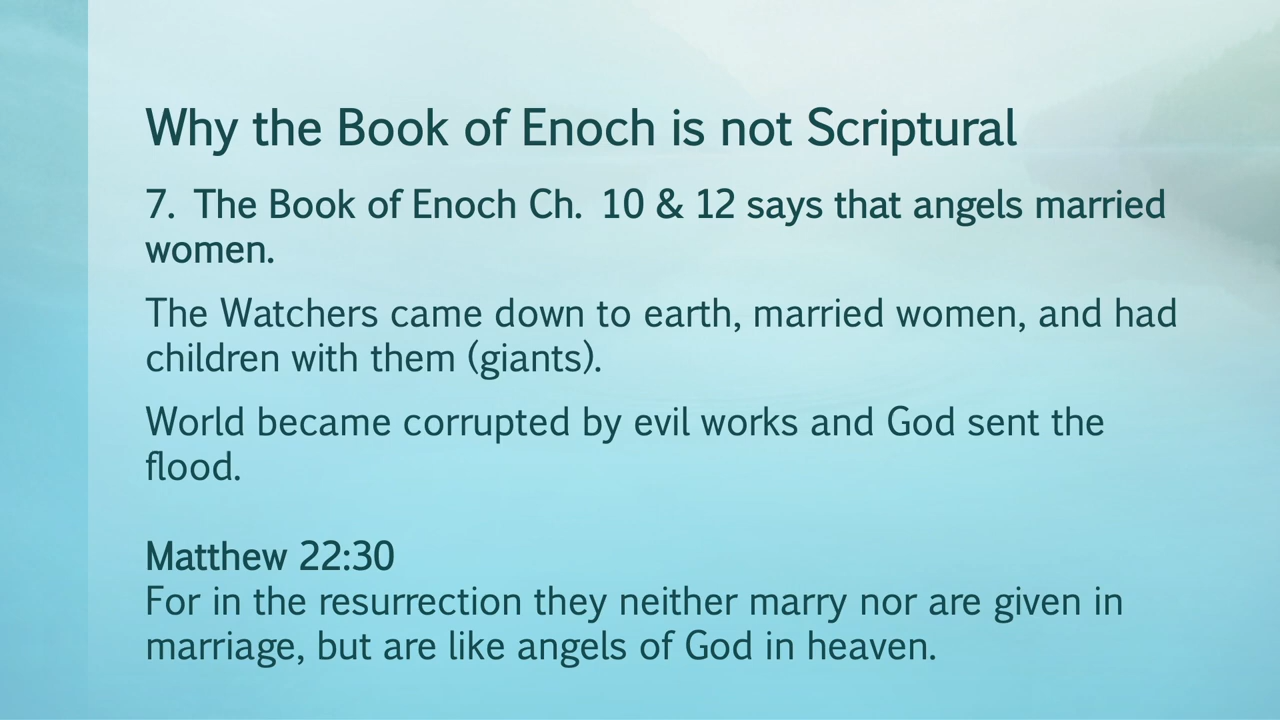 Why the Book of Enoch is not Scriptural
7. The Book of Enoch Ch. 10 & 12 says that angels married
women.
The Watchers came down to earth, married women, and had
children with them (giants).
World became corrupted by evil works and God sent the
flood.
Matthew 22:30
For in the resurrection they neither marry nor are given in
marriage, but are like angels of God in heaven.